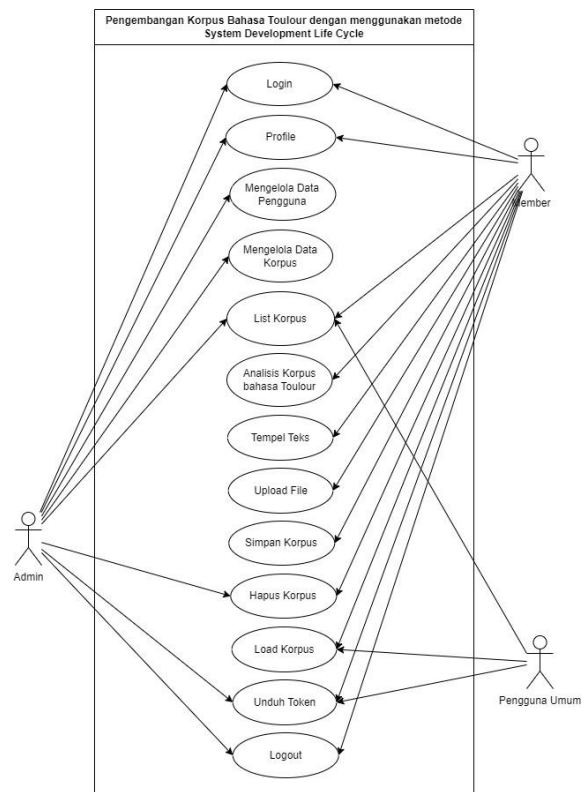 Pengembangan Korpus Bahasa Toulour dengan menggunakan metode
System Development Life Cycle
Login
Profile
Mengelola Data
Pengguna
Mengelola Data
Korpus
List Korpus
Analisis Korpus
bahasa Toulour
Tempel Teks
Upload File
Simpan Korpus
Hapus Korpus
Load Korpus
Unduh Token
Logout
Admin
Member
Pengguna Umum